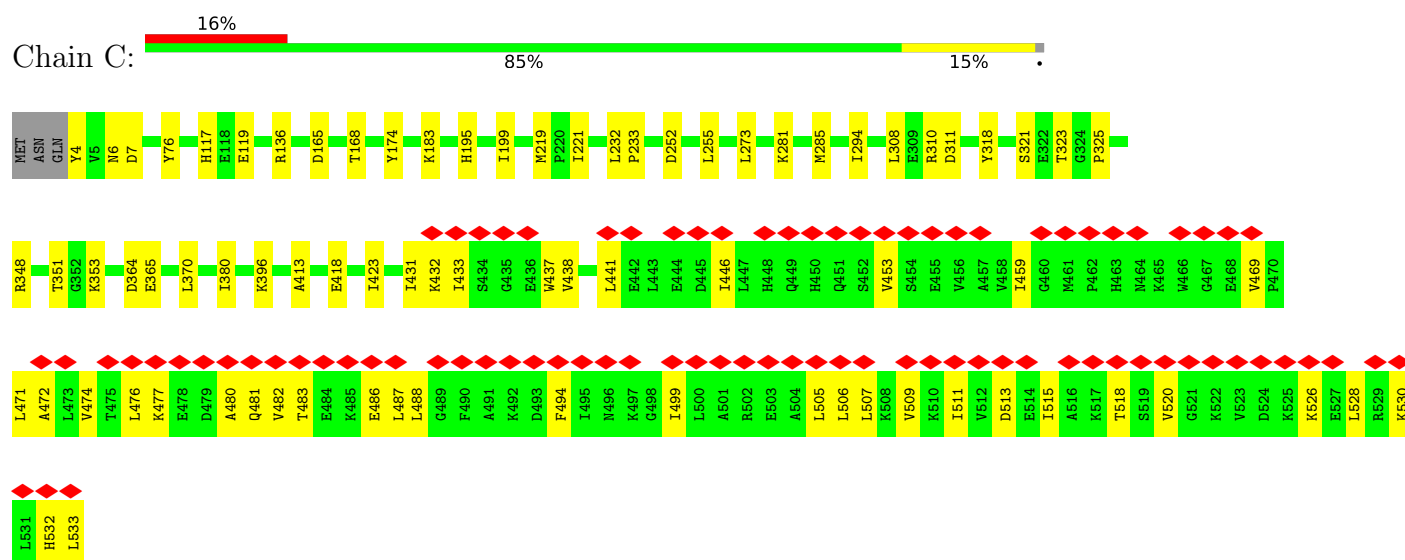 16%
Chain C:
85% 15% •
MET ASN GLN Y4 V5 N6 D7 Y76 H117 E118 E119 R136 D165 T168 Y174 K183 H195 I199 M219 P220 I221 L232 P233 D252 L255 L273 K281 M285 I294 L308 E309 R310 D311 Y318 S321 E322 T323 G324 P325
R348 T351 G352 K353 D364 E365 L370 I380 K396 A413 E418 I423 I431 K432 I433 S434 G435 E436 W437 V438 L441 E442 L443 E444 D445 I446 L447 H448 Q449 H450 Q451 S452 V453 S454 E455 V456 A457 V458 I459 G460 M461 P462 H463 N464 K465 W466 G467 E468 V469 P470
L471 A472 L473 V474 T475 L476 K477 E478 D479 A480 Q481 V482 T483 E484 K485 E486 L487 L488 G489 F490 A491 K492 D493 F494 I495 N496 K497 G498 I499 L500 A501 R502 E503 A504 L505 L506 L507 K508 V509 K510 I511 V512 D513 E514 I515 A516 K517 T518 S519 V520 G521 K522 V523 D524 K525 K526 E527 L528 R529 K530
L531 H532 L533